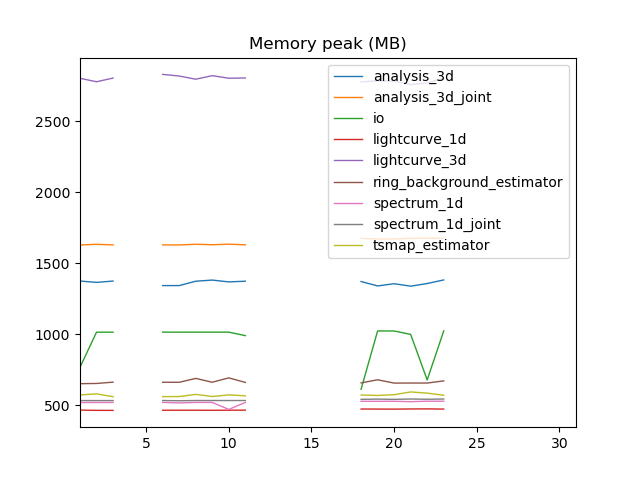 Memory peak (MB)
analysis_3d
analysis_3d_joint
io
lightcurve_1d
lightcurve_3d
ring_background_estimator
spectrum_1d
spectrum_1d_joint
tsmap_estimator
2500
2000
1500
1000
500
5 10 15 20 25 30